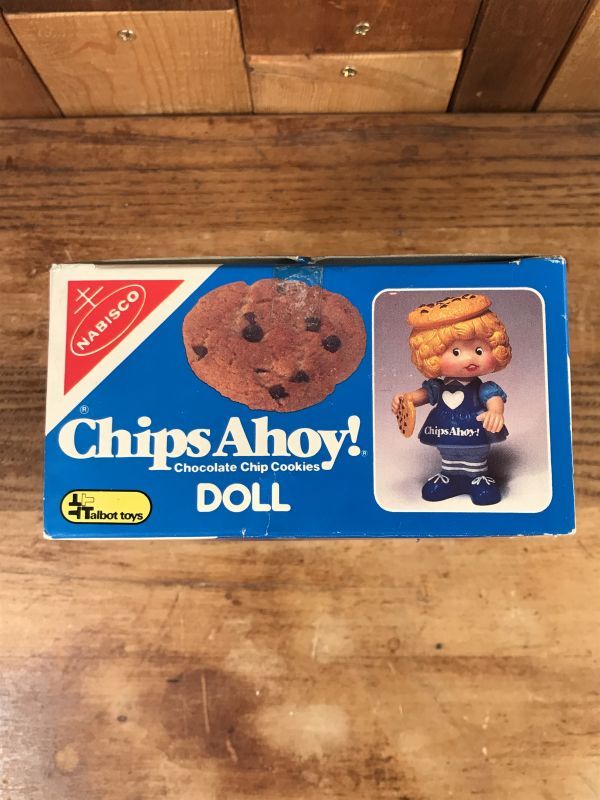 NABISCO
®
Chips Ahoy!®
Chocolate Chip Cookies
DOLL
Talbot toys
Chips Ahoy!